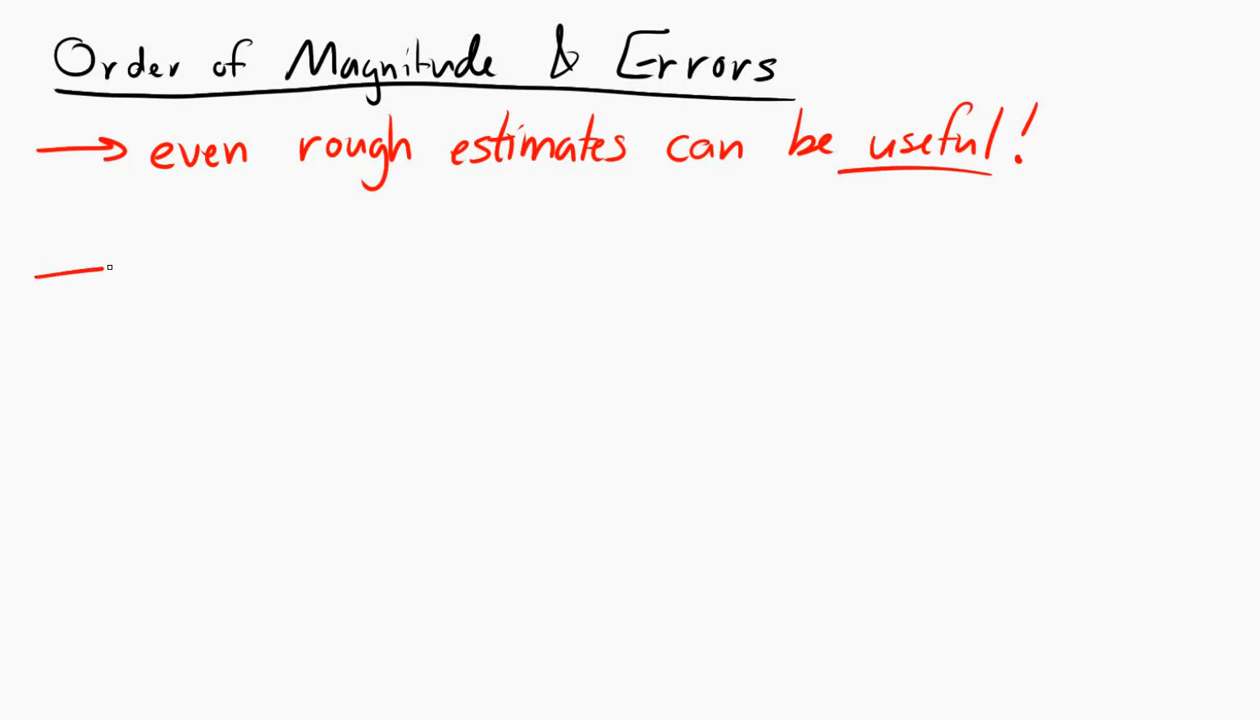 Order of Magnitude & Errors
→ even rough estimates can be useful!